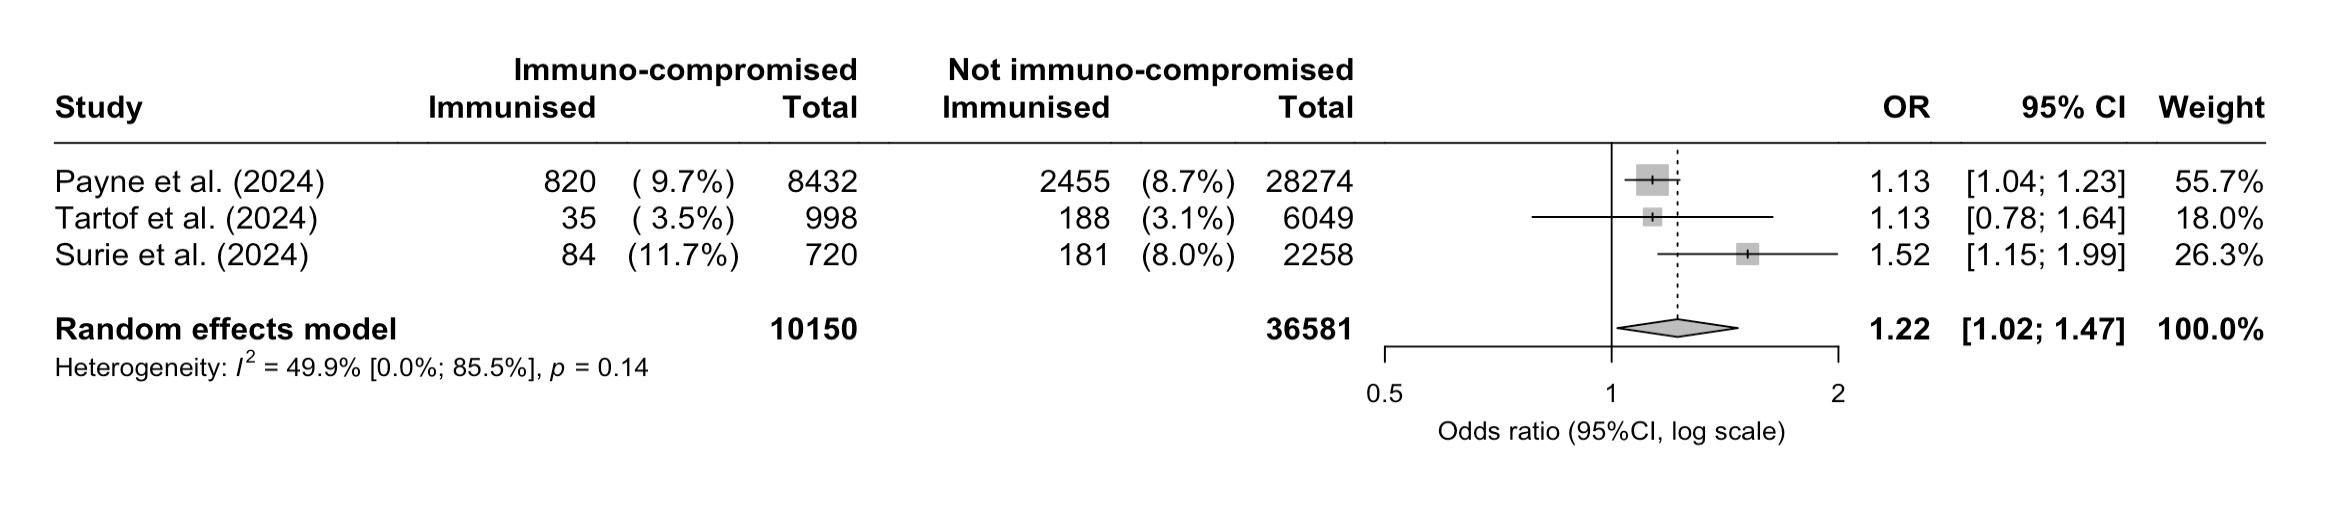 Immuno-compromised Not immuno-compromised
Study Immunised Total Immunised Total OR 95% CI Weight
Payne et al. (2024) 820 ( 9.7%) 8432 2455 (8.7%) 28274 1.13 [1.04; 1.23] 55.7%
Tartof et al. (2024) 35 ( 3.5%) 998 188 (3.1%) 6049 1.13 [0.78; 1.64] 18.0%
Surie et al. (2024) 84 (11.7%) 720 181 (8.0%) 2258 1.52 [1.15; 1.99] 26.3%
Random effects model 10150 36581 1.22 [1.02; 1.47] 100.0%
Heterogeneity: I² = 49.9% [0.0%; 85.5%], p = 0.14
0.5 1 2
Odds ratio (95%CI, log scale)